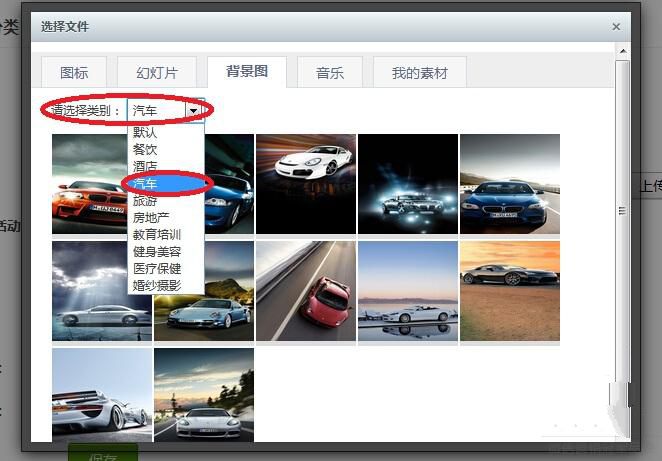 分类
选择文件
图标
幻灯片
背景图
音乐
我的素材
请选择类别：
汽车
默认
餐饮
酒店
汽车
旅游
房地产
教育培训
健身美容
医疗保健
婚纱摄影
上传
活动
保存